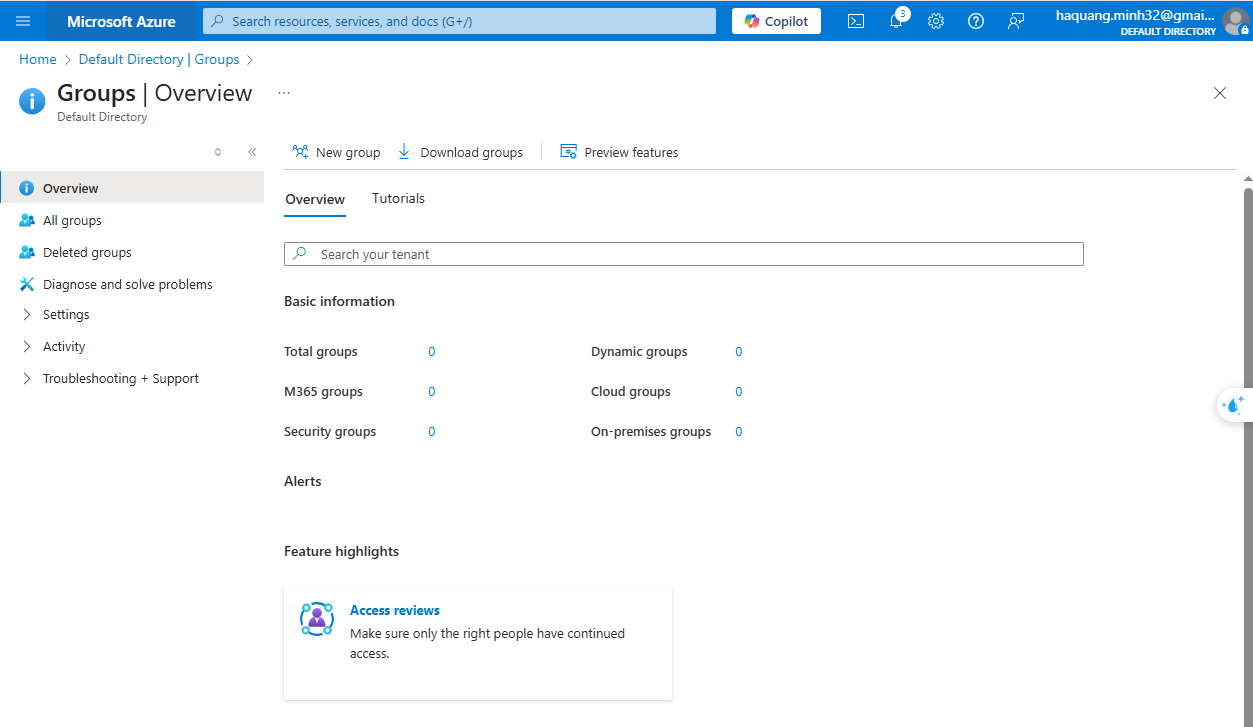 Microsoft Azure
Search resources, services, and docs (G+/)
Copilot
3
haquang.minh32@gmai...
DEFAULT DIRECTORY
Home > Default Directory | Groups >
Groups | Overview ...
Default Directory
New group
Download groups
Preview features
Overview
All groups
Deleted groups
Diagnose and solve problems
Settings
Activity
Troubleshooting + Support
Overview
Tutorials
Search your tenant
Basic information
Total groups 0
Dynamic groups 0
M365 groups 0
Cloud groups 0
Security groups 0
On-premises groups 0
Alerts
Feature highlights
Access reviews
Make sure only the right people have continued
access.